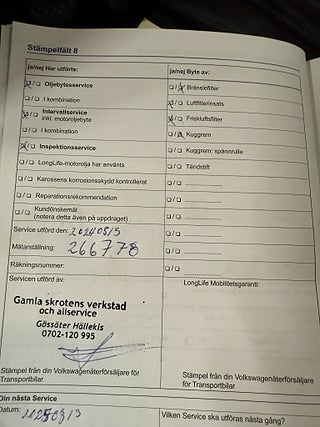 Stämpelfält 8
ja/nej Har utförts:
ja/nej Byte av:
Oljebytesservice
Bränslefilter
I kombination
Luftfilterinsats
Intervallservice
inkl. motoroljebyte
Friskluftsfilter
I kombination
Kuggrem
Inspektionsservice
Kuggrem: spännrulle
LongLife-motorolja har använts
Tändstift
Karossens korrosionsskydd kontrollerat
Reparationsrekommendation
Kundönskemål
(notera detta även på uppdraget)
Service utförd den: 20240813
Mätarställning: 266778
Räkningsnummer:
Servicen utförd av:
LongLife Mobilitetsgaranti:
Gamla skrotens verkstad
och allservice
Gössäter Hällekis
0702-120 995
Stämpel från din Volkswagenåterförsäljare
för Transportbilar
Stämpel från din Volkswagenåterförsäljare
för Transportbilar
Din nästa Service
Datum:
Vilken Service ska utföras nästa gång?